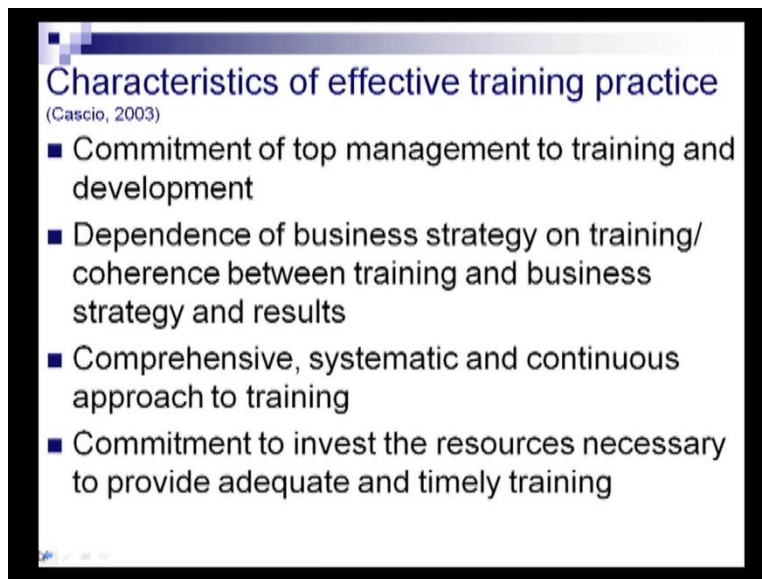 Characteristics of effective training practice
(Cascio, 2003)
Commitment of top management to training and
development
Dependence of business strategy on training/
coherence between training and business
strategy and results
Comprehensive, systematic and continuous
approach to training
Commitment to invest the resources necessary
to provide adequate and timely training